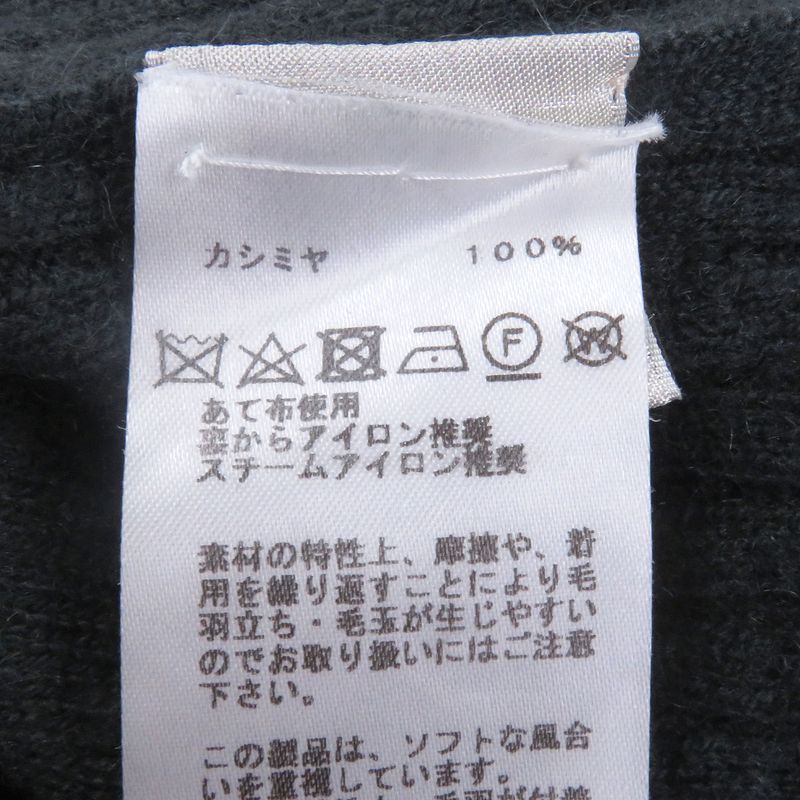 カシミヤ 100%
F
W
あて布使用
裏からアイロン推奨
スチームアイロン推奨
素材の特性上、摩擦や、着
用を繰り返すことにより毛
羽立ち・毛玉が生じやすい
のでお取り扱いにはご注意
下さい。
この製品は、ソフトな風合
いを重視しています。
毛羽が付着